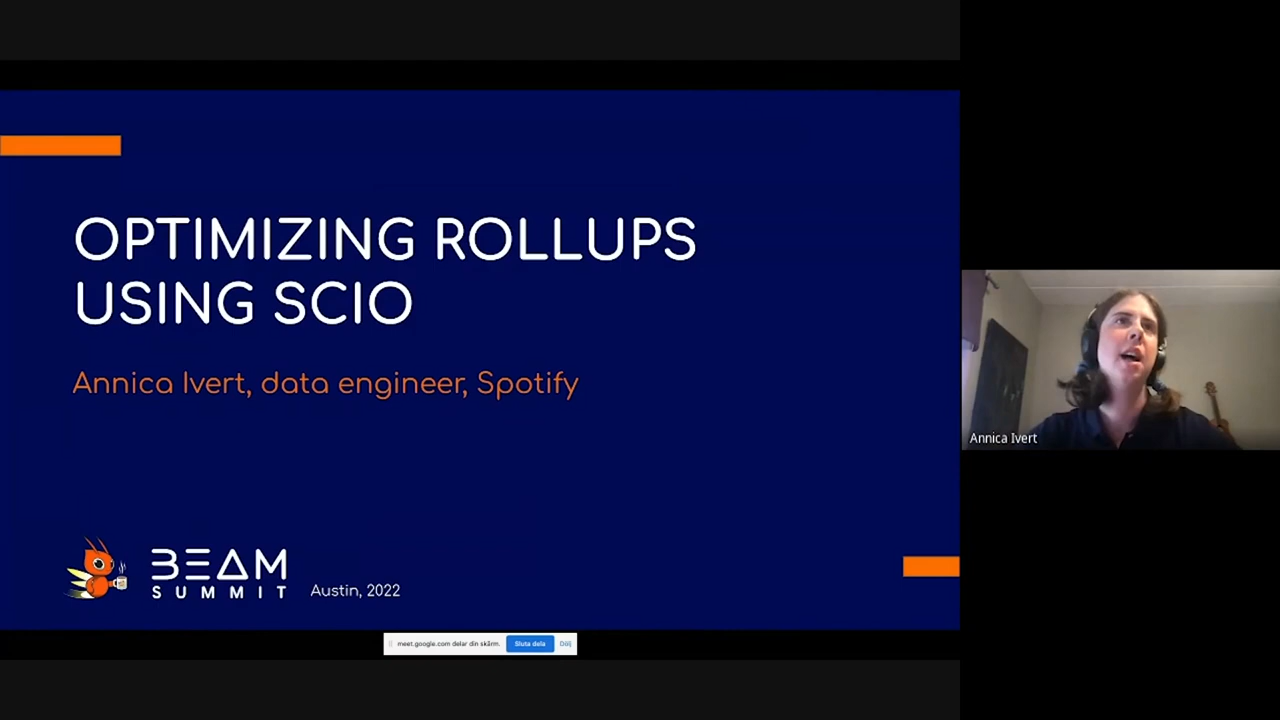 OPTIMIZING ROLLUPS
USING SCIO
Annica Ivert, data engineer, Spotify
BEAM
SUMMIT
Austin, 2022
meet.google.com delar din skärm.
Sluta dela
Dölj
Annica Ivert